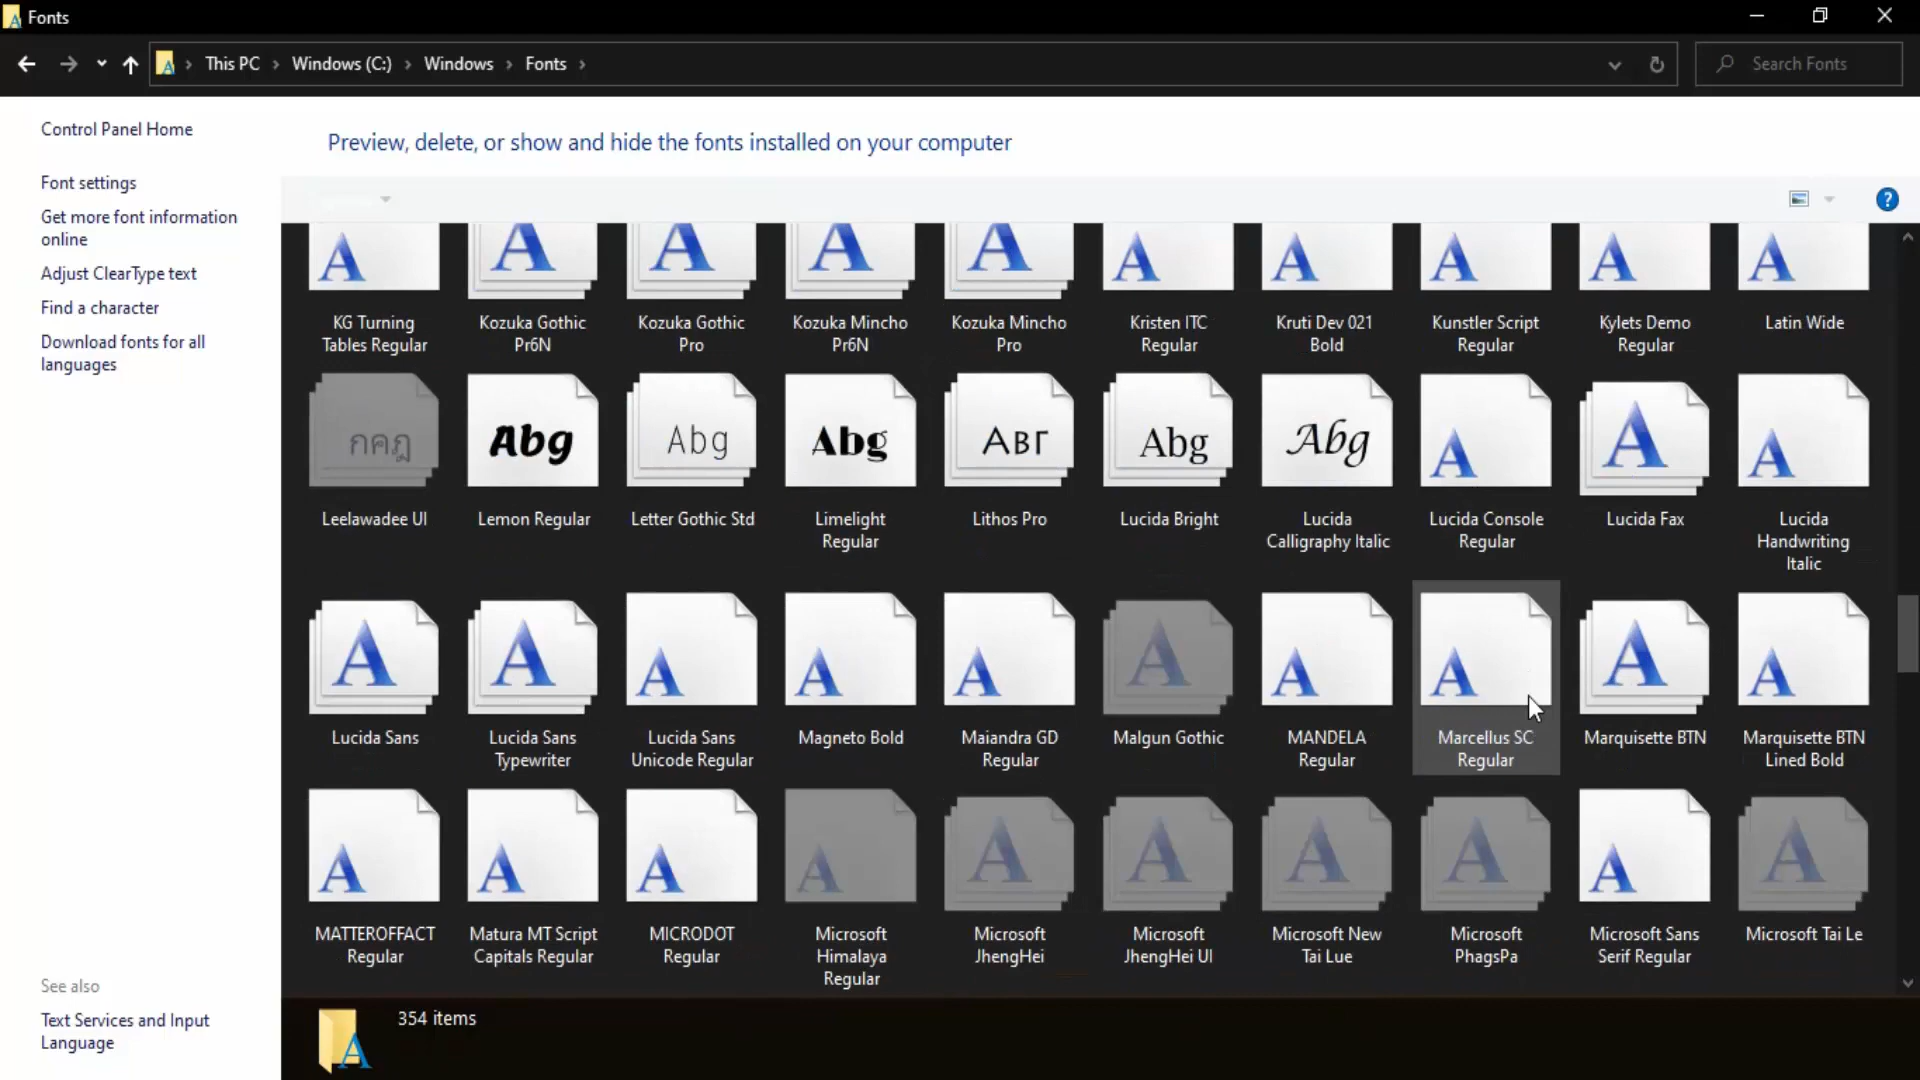 Fonts
This PC
Windows (C:)
Windows
Fonts
Search Fonts
Control Panel Home
Font settings
Get more font information
online
Adjust ClearType text
Find a character
Download fonts for all
languages
See also
Text Services and Input
Language
Preview, delete, or show and hide the fonts installed on your computer
?
KG Turning
Tables Regular
Kozuka Gothic
Pr6N
Kozuka Gothic
Pro
Kozuka Mincho
Pr6N
Kozuka Mincho
Pro
Kristen ITC
Regular
Kruti Dev 021
Bold
Kunstler Script
Regular
Kylets Demo
Regular
Latin Wide
กคฎ
Leelawadee UI
Abg
Lemon Regular
Abg
Letter Gothic Std
Abg
Limelight
Regular
Авг
Lithos Pro
Abg
Lucida Bright
Abg
Lucida
Calligraphy Italic
Lucida Console
Regular
Lucida Fax
Lucida
Handwriting
Italic
Lucida Sans
Lucida Sans
Typewriter
Lucida Sans
Unicode Regular
Magneto Bold
Maiandra GD
Regular
Malgun Gothic
MANDELA
Regular
Marcellus SC
Regular
Marquisette BTN
Marquisette BTN
Lined Bold
MATTEROFFACT
Regular
Matura MT Script
Capitals Regular
MICRODOT
Regular
Microsoft
Himalaya
Regular
Microsoft
JhengHei
Microsoft
JhengHei UI
Microsoft New
Tai Lue
Microsoft
PhagsPa
Microsoft Sans
Serif Regular
Microsoft Tai Le
354 items